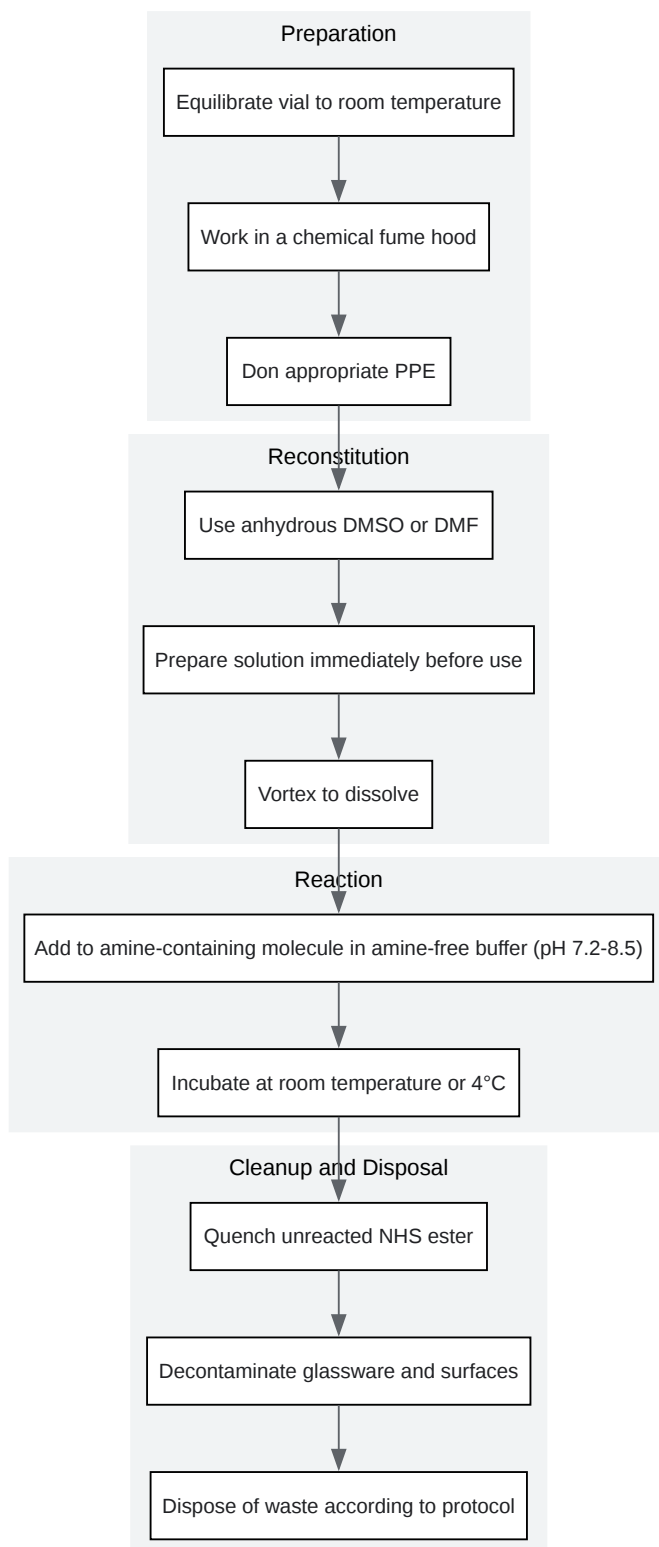 Preparation
Equilibrate vial to room temperature
Work in a chemical fume hood
Don appropriate PPE
Reconstitution
Use anhydrous DMSO or DMF
Prepare solution immediately before use
Vortex to dissolve
Reaction
Add to amine-containing molecule in amine-free buffer (pH 7.2-8.5)
Incubate at room temperature or 4°C
Cleanup and Disposal
Quench unreacted NHS ester
Decontaminate glassware and surfaces
Dispose of waste according to protocol